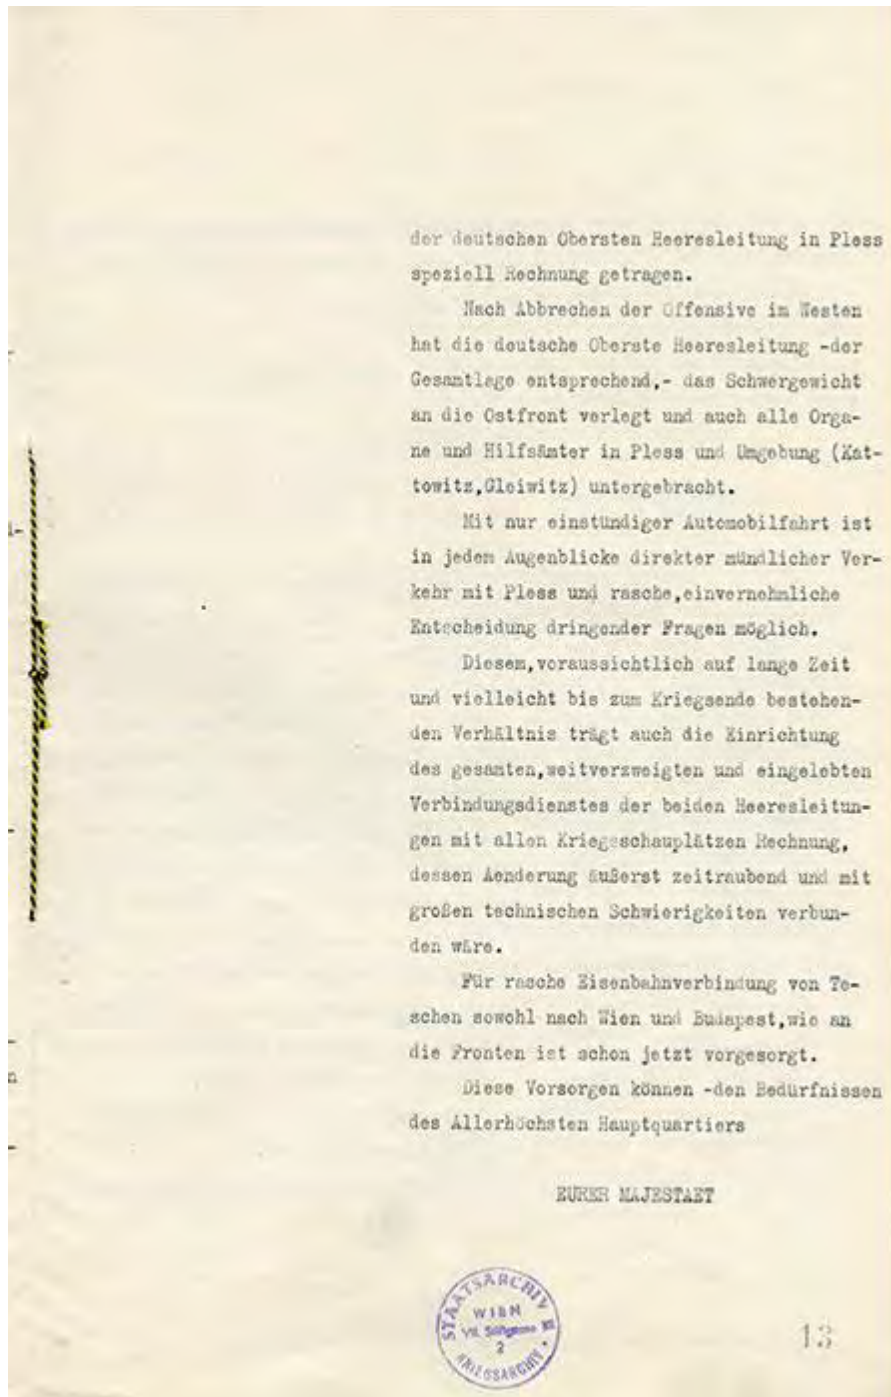 der deutschen Obersten Heeresleitung in Pless
speziell Rechnung getragen.
Nach Abbrechen der Offensive im Westen
hat die deutsche Oberste Heeresleitung -der
Gesamtlage entsprechend,- das Schwergewicht
an die Ostfront verlegt und auch alle Orga-
ne und Hilfsämter in Pless und Umgebung (Kat-
towitz,Gleiwitz) untergebracht.
Mit nur einstündiger Automobilfahrt ist
in jedem Augenblicke direkter mündlicher Ver-
kehr mit Pless und rasche,einvernehmliche
Entscheidung dringender Fragen möglich.
Diesem,voraussichtlich auf lange Zeit
und vielleicht bis zum Kriegsende bestehen-
den Verhältnis trägt auch die Einrichtung
des gesamten,weitverzweigten und eingelebten
Verbindungsdienstes der beiden Heeresleitun-
gen mit allen Kriegsschauplätzen Rechnung,
dessen Aenderung äußerst zeitraubend und mit
großen technischen Schwierigkeiten verbun-
den wäre.
Für rasche Eisenbahnverbindung von Te-
schen sowohl nach Wien und Budapest,wie an
die Fronten ist schon jetzt vorgesorgt.
Diese Vorsorgen können -den Bedürfnissen
des Allerhöchsten Hauptquartiers
EURER MAJESTAET
STAATSARCHIV
WIEN
VII. Stiftgasse
2
KRIEGSARCHIV
13